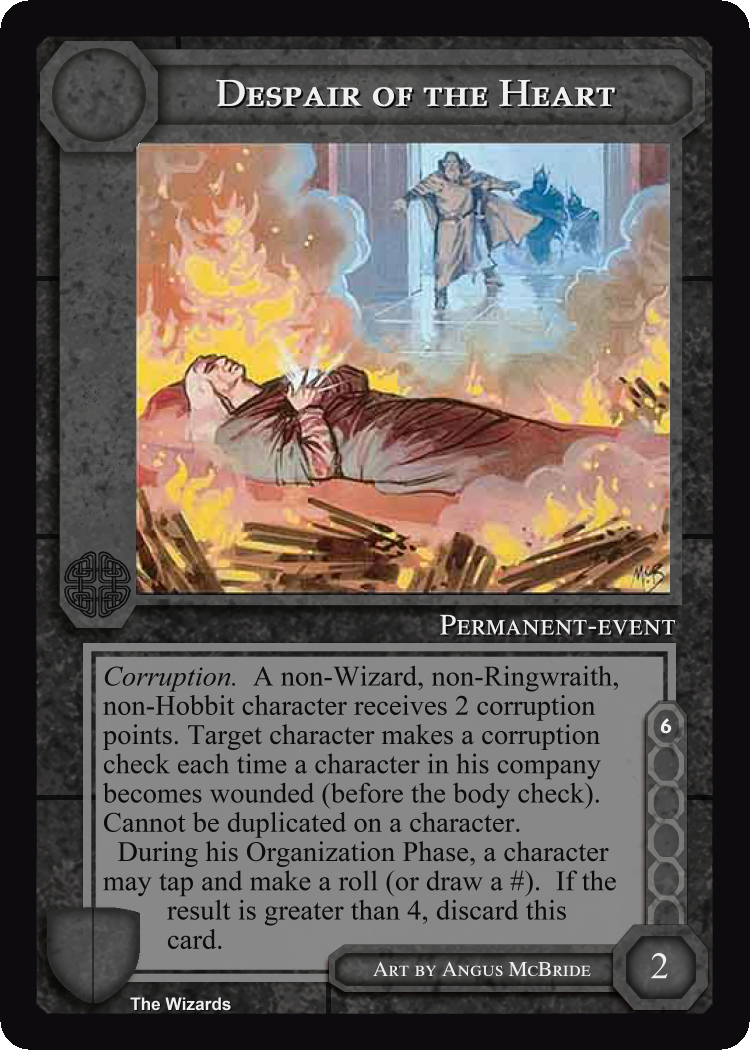 Despair of the Heart
McB
Permanent-event
Corruption. A non-Wizard, non-Ringwraith,
non-Hobbit character receives 2 corruption
points. Target character makes a corruption
check each time a character in his company
becomes wounded (before the body check).
Cannot be duplicated on a character.
During his Organization Phase, a character
may tap and make a roll (or draw a #). If the
result is greater than 4, discard this
card.
6
Art by Angus McBride
2
The Wizards